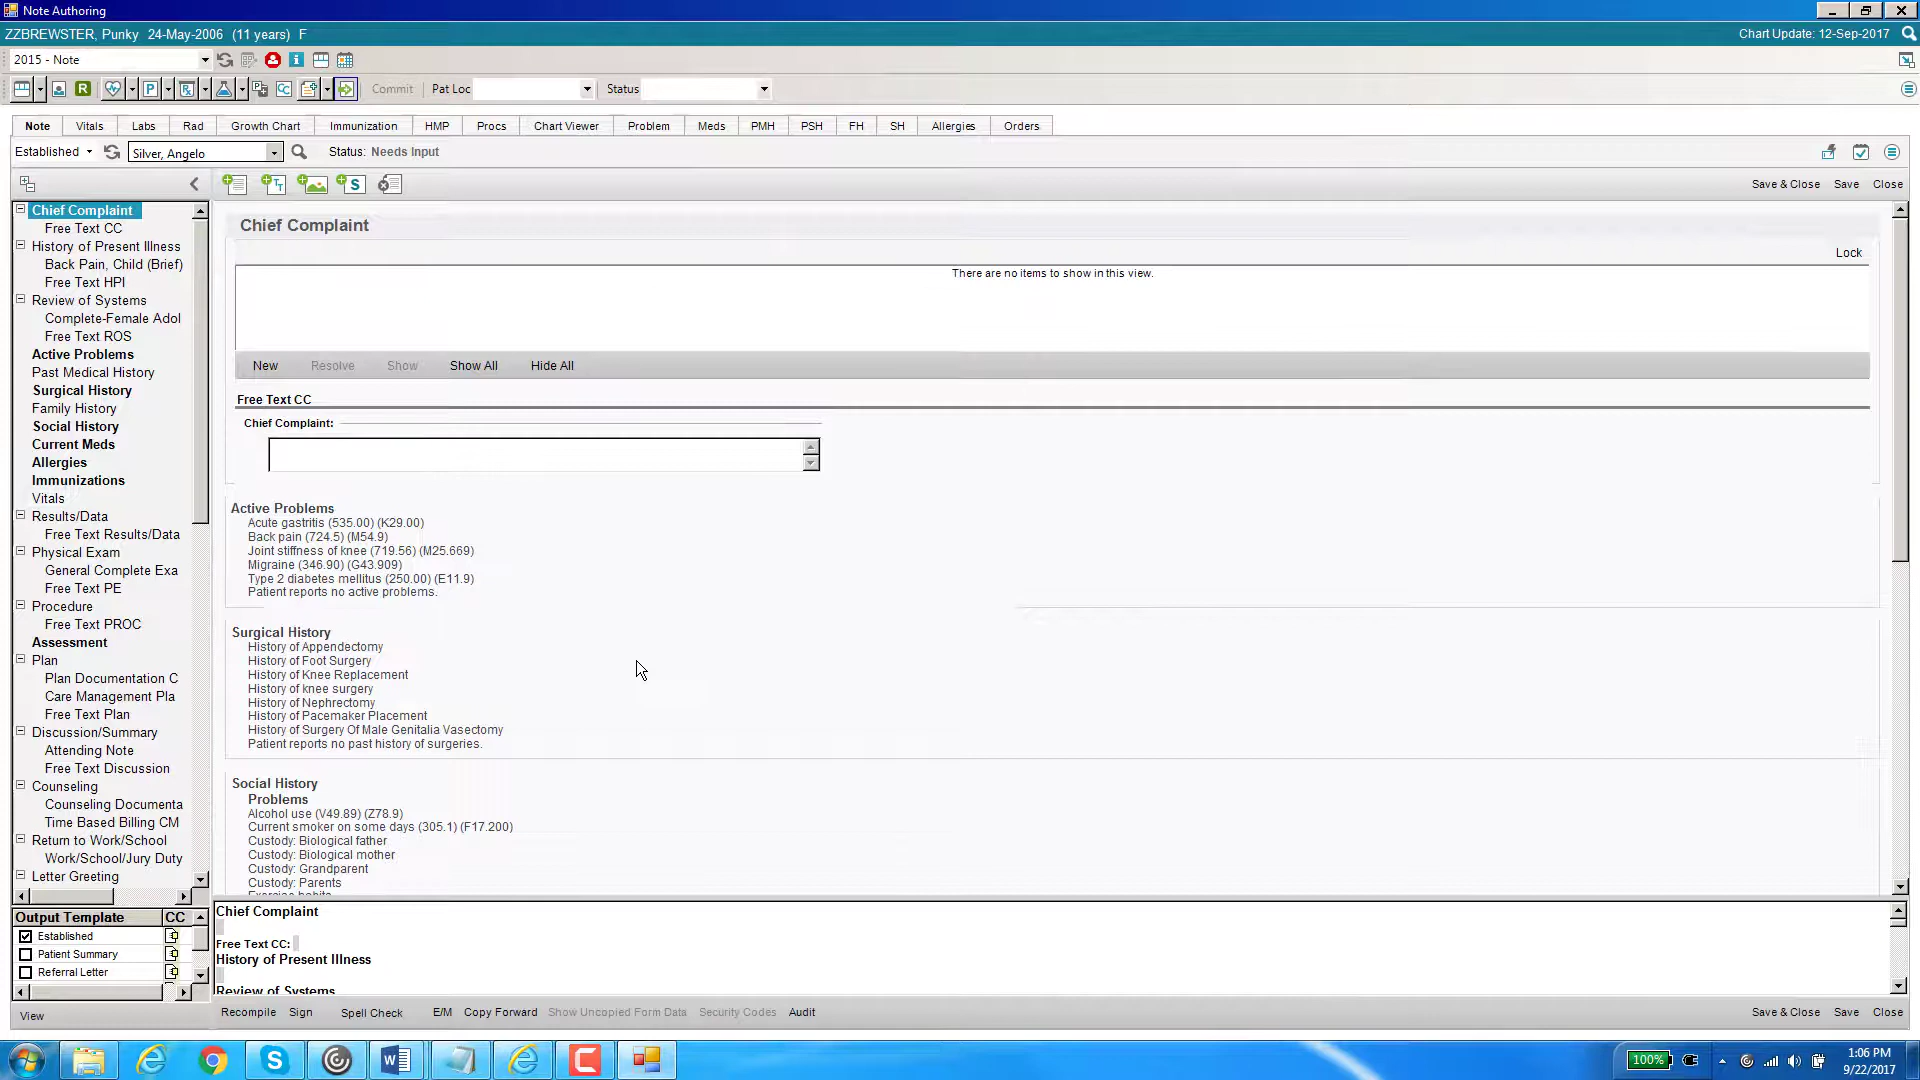 Note Authoring
ZZBREWSTER, Punky 24-May-2006 (11 years) F
Chart Update: 12-Sep-2017
2015 - Note
Commit
Pat Loc
Status
Note Vitals Labs Rad Growth Chart Immunization HMP Procs Chart Viewer Problem Meds PMH PSH FH SH Allergies Orders
Established
Silver, Angelo
Status: Needs Input
Save & Close Save Close
Chief Complaint
Free Text CC
History of Present Illness
Back Pain, Child (Brief)
Free Text HPI
Review of Systems
Complete-Female Adol
Free Text ROS
Active Problems
Past Medical History
Surgical History
Family History
Social History
Current Meds
Allergies
Immunizations
Vitals
Results/Data
Free Text Results/Data
Physical Exam
General Complete Exa
Free Text PE
Procedure
Free Text PROC
Assessment
Plan
Plan Documentation C
Care Management Pla
Free Text Plan
Discussion/Summary
Attending Note
Free Text Discussion
Counseling
Counseling Documenta
Time Based Billing CM
Return to Work/School
Work/School/Jury Duty
Letter Greeting
Output Template CC
Established
Patient Summary
Referral Letter
View
Chief Complaint
Lock
There are no items to show in this view.
New Resolve Show Show All Hide All
Free Text CC
Chief Complaint:
Active Problems
Acute gastritis (535.00) (K29.00)
Back pain (724.5) (M54.9)
Joint stiffness of knee (719.56) (M25.669)
Migraine (346.90) (G43.909)
Type 2 diabetes mellitus (250.00) (E11.9)
Patient reports no active problems.
Surgical History
History of Appendectomy
History of Foot Surgery
History of Knee Replacement
History of knee surgery
History of Nephrectomy
History of Pacemaker Placement
History of Surgery Of Male Genitalia Vasectomy
Patient reports no past history of surgeries.
Social History
Problems
Alcohol use (V49.89) (Z78.9)
Current smoker on some days (305.1) (F17.200)
Custody: Biological father
Custody: Biological mother
Custody: Grandparent
Custody: Parents
Exercise habits
Chief Complaint
Free Text CC:
History of Present Illness
Review of Systems
Recompile Sign Spell Check E/M Copy Forward Show Uncopied Form Data Security Codes Audit
Save & Close Save Close
100%
1:06 PM
9/22/2017